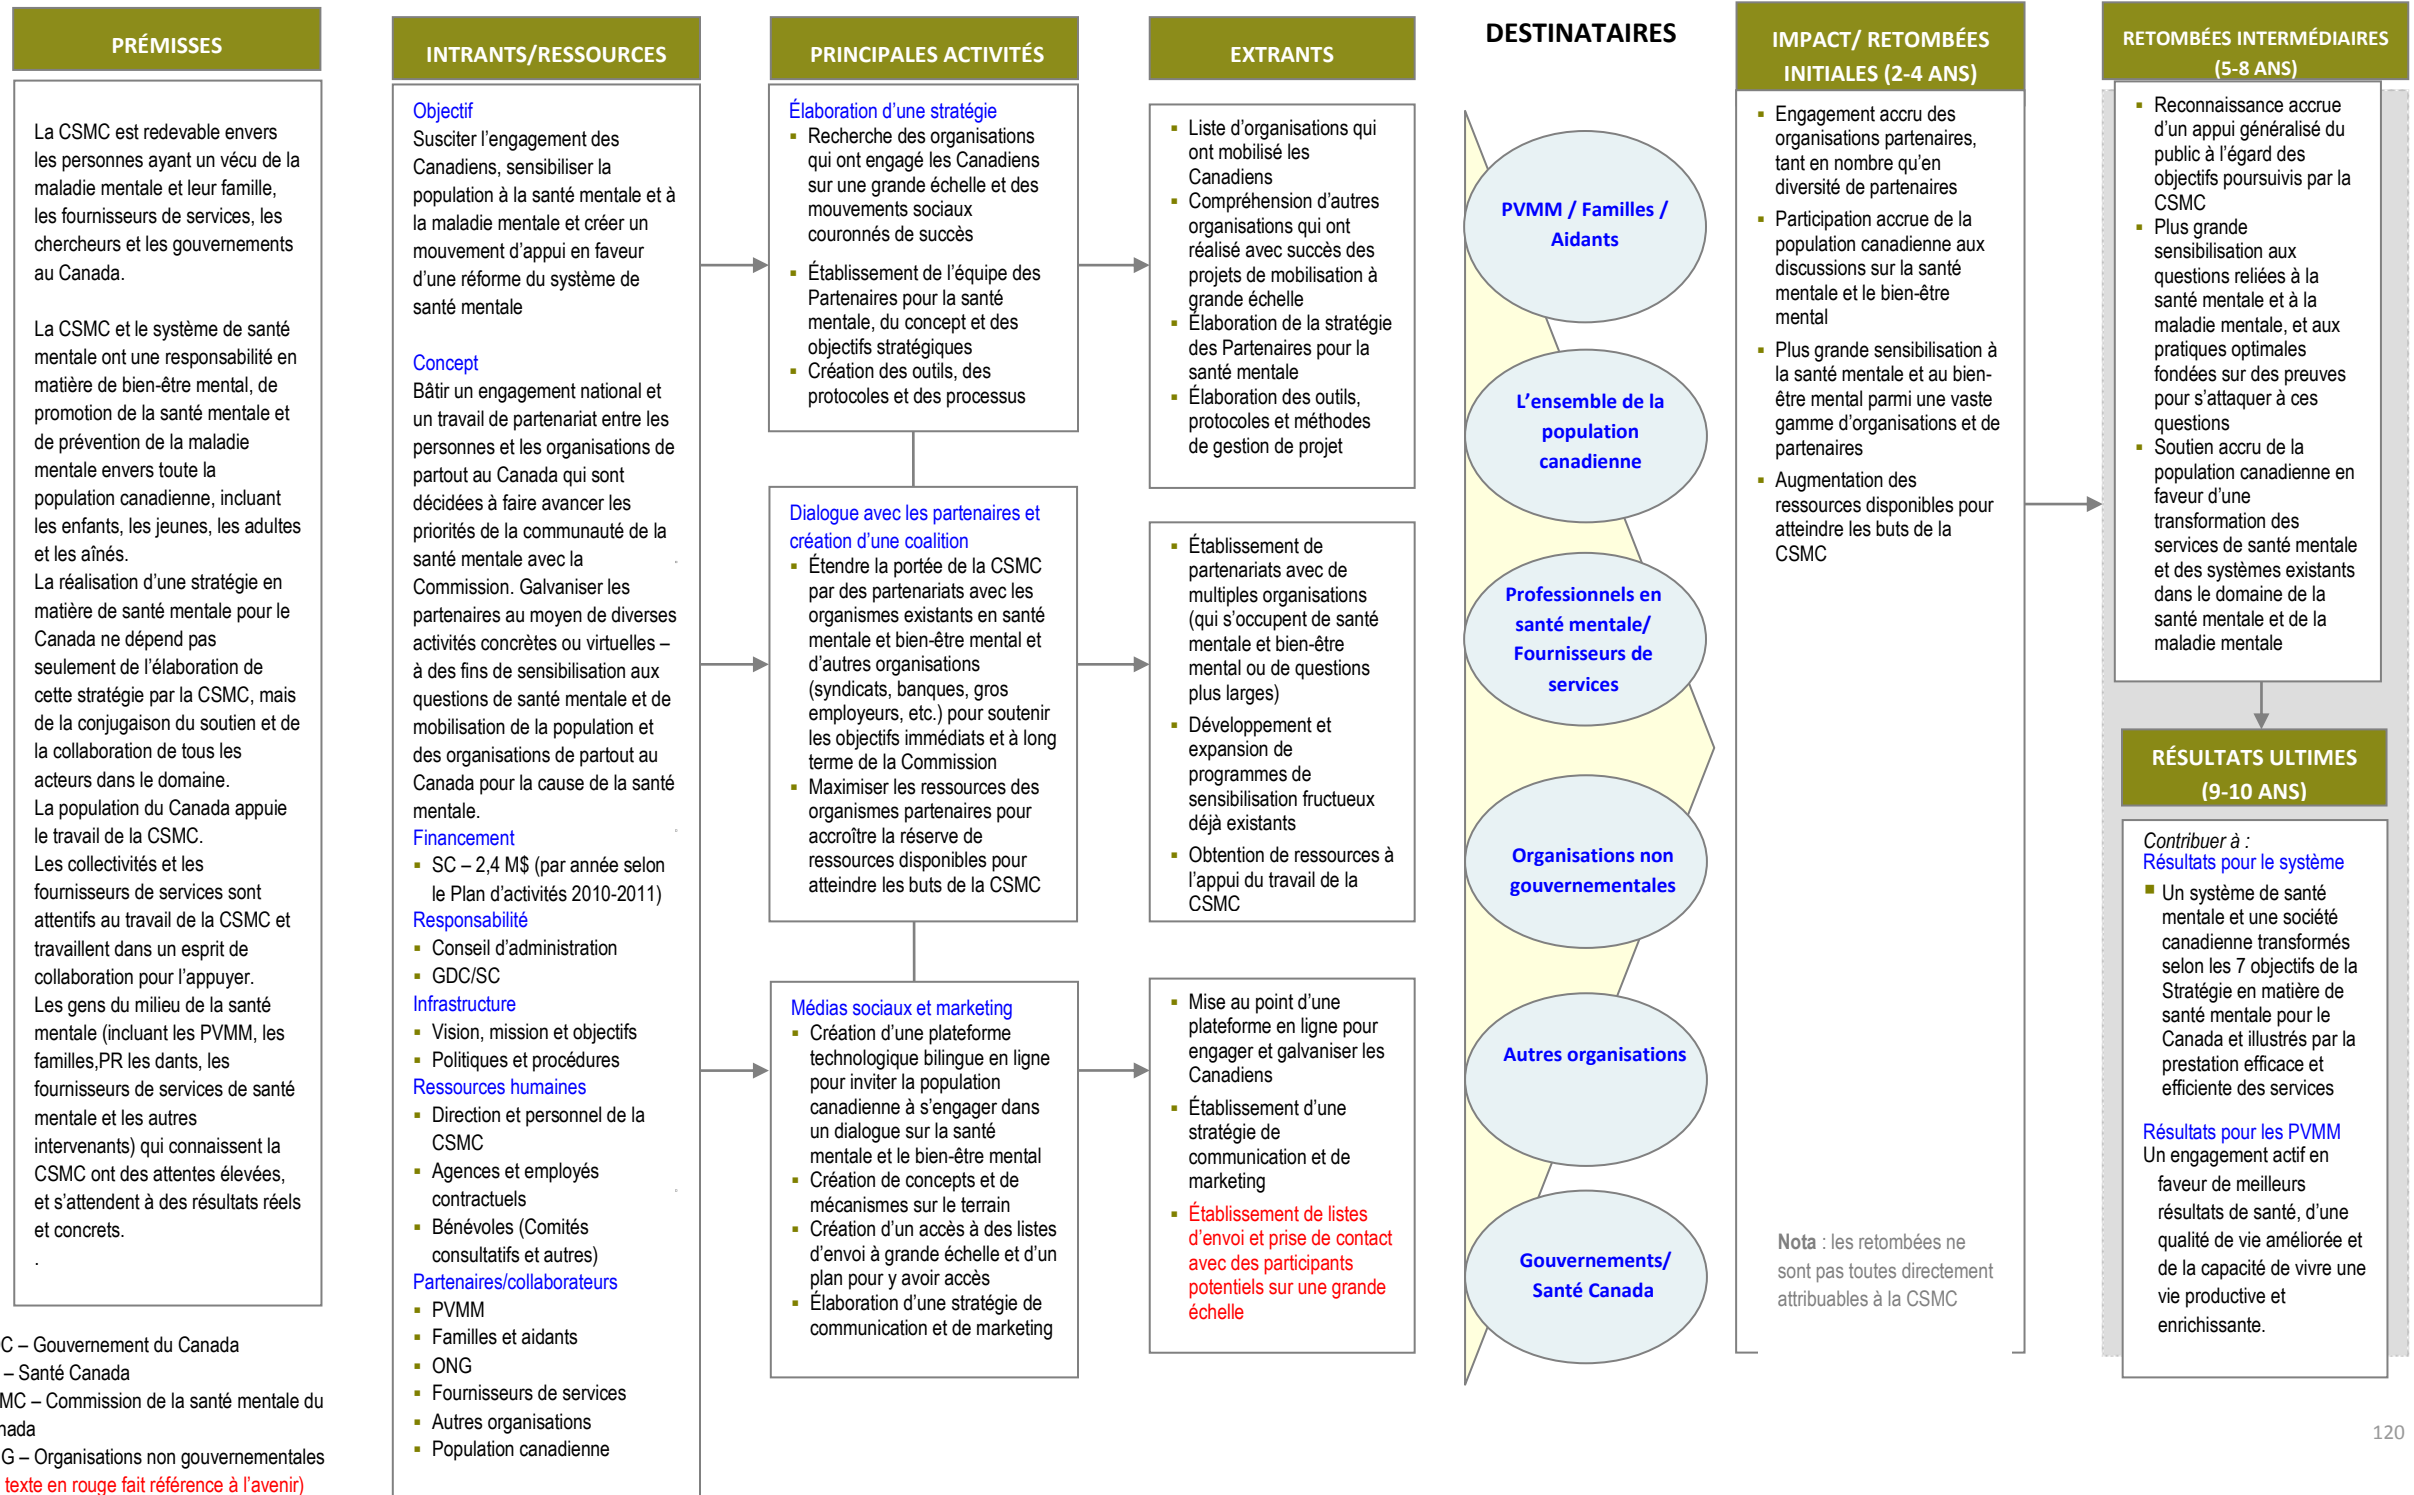 PRÉMISSES
La CSMC est redevable envers
les personnes ayant un vécu de la
maladie mentale et leur famille,
les fournisseurs de services, les
chercheurs et les gouvernements
au Canada.
La CSMC et le système de santé
mentale ont une responsabilité en
matière de bien-être mental, de
promotion de la santé mentale et
de prévention de la maladie
mentale envers toute la
population canadienne, incluant
les enfants, les jeunes, les adultes
et les aînés.
La réalisation d'une stratégie en
matière de santé mentale pour le
Canada ne dépend pas
seulement de l'élaboration de
cette stratégie par la CSMC, mais
de la conjugaison du soutien et de
la collaboration de tous les
acteurs dans le domaine.
La population du Canada appuie
le travail de la CSMC.
Les collectivités et les
fournisseurs de services sont
attentifs au travail de la CSMC et
travaillent dans un esprit de
collaboration pour l'appuyer.
Les gens du milieu de la santé
mentale (incluant les PVMM, les
familles,PR les dants, les
fournisseurs de services de santé
mentale et les autres
intervenants) qui connaissent la
CSMC ont des attentes élevées,
et s'attendent à des résultats réels
et concrets.
.
C – Gouvernement du Canada
– Santé Canada
MC – Commission de la santé mentale du
nada
G – Organisations non gouvernementales
texte en rouge fait référence à l'avenir)
INTRANTS/RESSOURCES
Objectif
Susciter l'engagement des
Canadiens, sensibiliser la
population à la santé mentale et à
la maladie mentale et créer un
mouvement d'appui en faveur
d'une réforme du système de
santé mentale
Concept
Bâtir un engagement national et
un travail de partenariat entre les
personnes et les organisations de
partout au Canada qui sont
décidées à faire avancer les
priorités de la communauté de la
santé mentale avec la
Commission. Galvaniser les
partenaires au moyen de diverses
activités concrètes ou virtuelles –
à des fins de sensibilisation aux
questions de santé mentale et de
mobilisation de la population et
des organisations de partout au
Canada pour la cause de la santé
mentale.
Financement
▪ SC – 2,4 M$ (par année selon
le Plan d'activités 2010-2011)
Responsabilité
▪ Conseil d'administration
▪ GDC/SC
Infrastructure
▪ Vision, mission et objectifs
▪ Politiques et procédures
Ressources humaines
▪ Direction et personnel de la
CSMC
▪ Agences et employés
contractuels
▪ Bénévoles (Comités
consultatifs et autres)
Partenaires/collaborateurs
▪ PVMM
▪ Familles et aidants
▪ ONG
▪ Fournisseurs de services
▪ Autres organisations
▪ Population canadienne
PRINCIPALES ACTIVITÉS
Élaboration d'une stratégie
▪ Recherche des organisations
qui ont engagé les Canadiens
sur une grande échelle et des
mouvements sociaux
couronnés de succès
▪ Établissement de l'équipe des
Partenaires pour la santé
mentale, du concept et des
objectifs stratégiques
▪ Création des outils, des
protocoles et des processus
Dialogue avec les partenaires et
création d'une coalition
▪ Étendre la portée de la CSMC
par des partenariats avec les
organismes existants en santé
mentale et bien-être mental et
d'autres organisations
(syndicats, banques, gros
employeurs, etc.) pour soutenir
les objectifs immédiats et à long
terme de la Commission
▪ Maximiser les ressources des
organismes partenaires pour
accroître la réserve de
ressources disponibles pour
atteindre les buts de la CSMC
Médias sociaux et marketing
▪ Création d'une plateforme
technologique bilingue en ligne
pour inviter la population
canadienne à s'engager dans
un dialogue sur la santé
mentale et le bien-être mental
▪ Création de concepts et de
mécanismes sur le terrain
▪ Création d'un accès à des listes
d'envoi à grande échelle et d'un
plan pour y avoir accès
▪ Élaboration d'une stratégie de
communication et de marketing
EXTRANTS
▪ Liste d'organisations qui
ont mobilisé les
Canadiens
▪ Compréhension d'autres
organisations qui ont
réalisé avec succès des
projets de mobilisation à
grande échelle
▪ Élaboration de la stratégie
des Partenaires pour la
santé mentale
▪ Élaboration des outils,
protocoles et méthodes
de gestion de projet
▪ Établissement de
partenariats avec de
multiples organisations
(qui s'occupent de santé
mentale et bien-être
mental ou de questions
plus larges)
▪ Développement et
expansion de
programmes de
sensibilisation fructueux
déjà existants
▪ Obtention de ressources à
l'appui du travail de la
CSMC
▪ Mise au point d'une
plateforme en ligne pour
engager et galvaniser les
Canadiens
▪ Établissement d'une
stratégie de
communication et de
marketing
▪ Établissement de listes
d'envoi et prise de contact
avec des participants
potentiels sur une grande
échelle
DESTINATAIRES
PVMM / Familles /
Aidants
L'ensemble de la
population
canadienne
Professionnels en
santé mentale/
Fournisseurs de
services
Organisations non
gouvernementales
Autres organisations
Gouvernements/
Santé Canada
IMPACT/ RETOMBÉES
INITIALES (2-4 ANS)
▪ Engagement accru des
organisations partenaires,
tant en nombre qu'en
diversité de partenaires
▪ Participation accrue de la
population canadienne aux
discussions sur la santé
mentale et le bien-être
mental
▪ Plus grande sensibilisation à
la santé mentale et au bien-
être mental parmi une vaste
gamme d'organisations et de
partenaires
▪ Augmentation des
ressources disponibles pour
atteindre les buts de la
CSMC
Nota : les retombées ne
sont pas toutes directement
attribuables à la CSMC
RETOMBÉES INTERMÉDIAIRES
(5-8 ANS)
▪ Reconnaissance accrue
d'un appui généralisé du
public à l'égard des
objectifs poursuivis par la
CSMC
▪ Plus grande
sensibilisation aux
questions reliées à la
santé mentale et à la
maladie mentale, et aux
pratiques optimales
fondées sur des preuves
pour s'attaquer à ces
questions
▪ Soutien accru de la
population canadienne en
faveur d'une
transformation des
services de santé mentale
et des systèmes existants
dans le domaine de la
santé mentale et de la
maladie mentale
RÉSULTATS ULTIMES
(9-10 ANS)
Contribuer à :
Résultats pour le système
▪ Un système de santé
mentale et une société
canadienne transformés
selon les 7 objectifs de la
Stratégie en matière de
santé mentale pour le
Canada et illustrés par la
prestation efficace et
efficiente des services
Résultats pour les PVMM
Un engagement actif en
faveur de meilleurs
résultats de santé, d'une
qualité de vie améliorée et
de la capacité de vivre une
vie productive et
enrichissante.
120